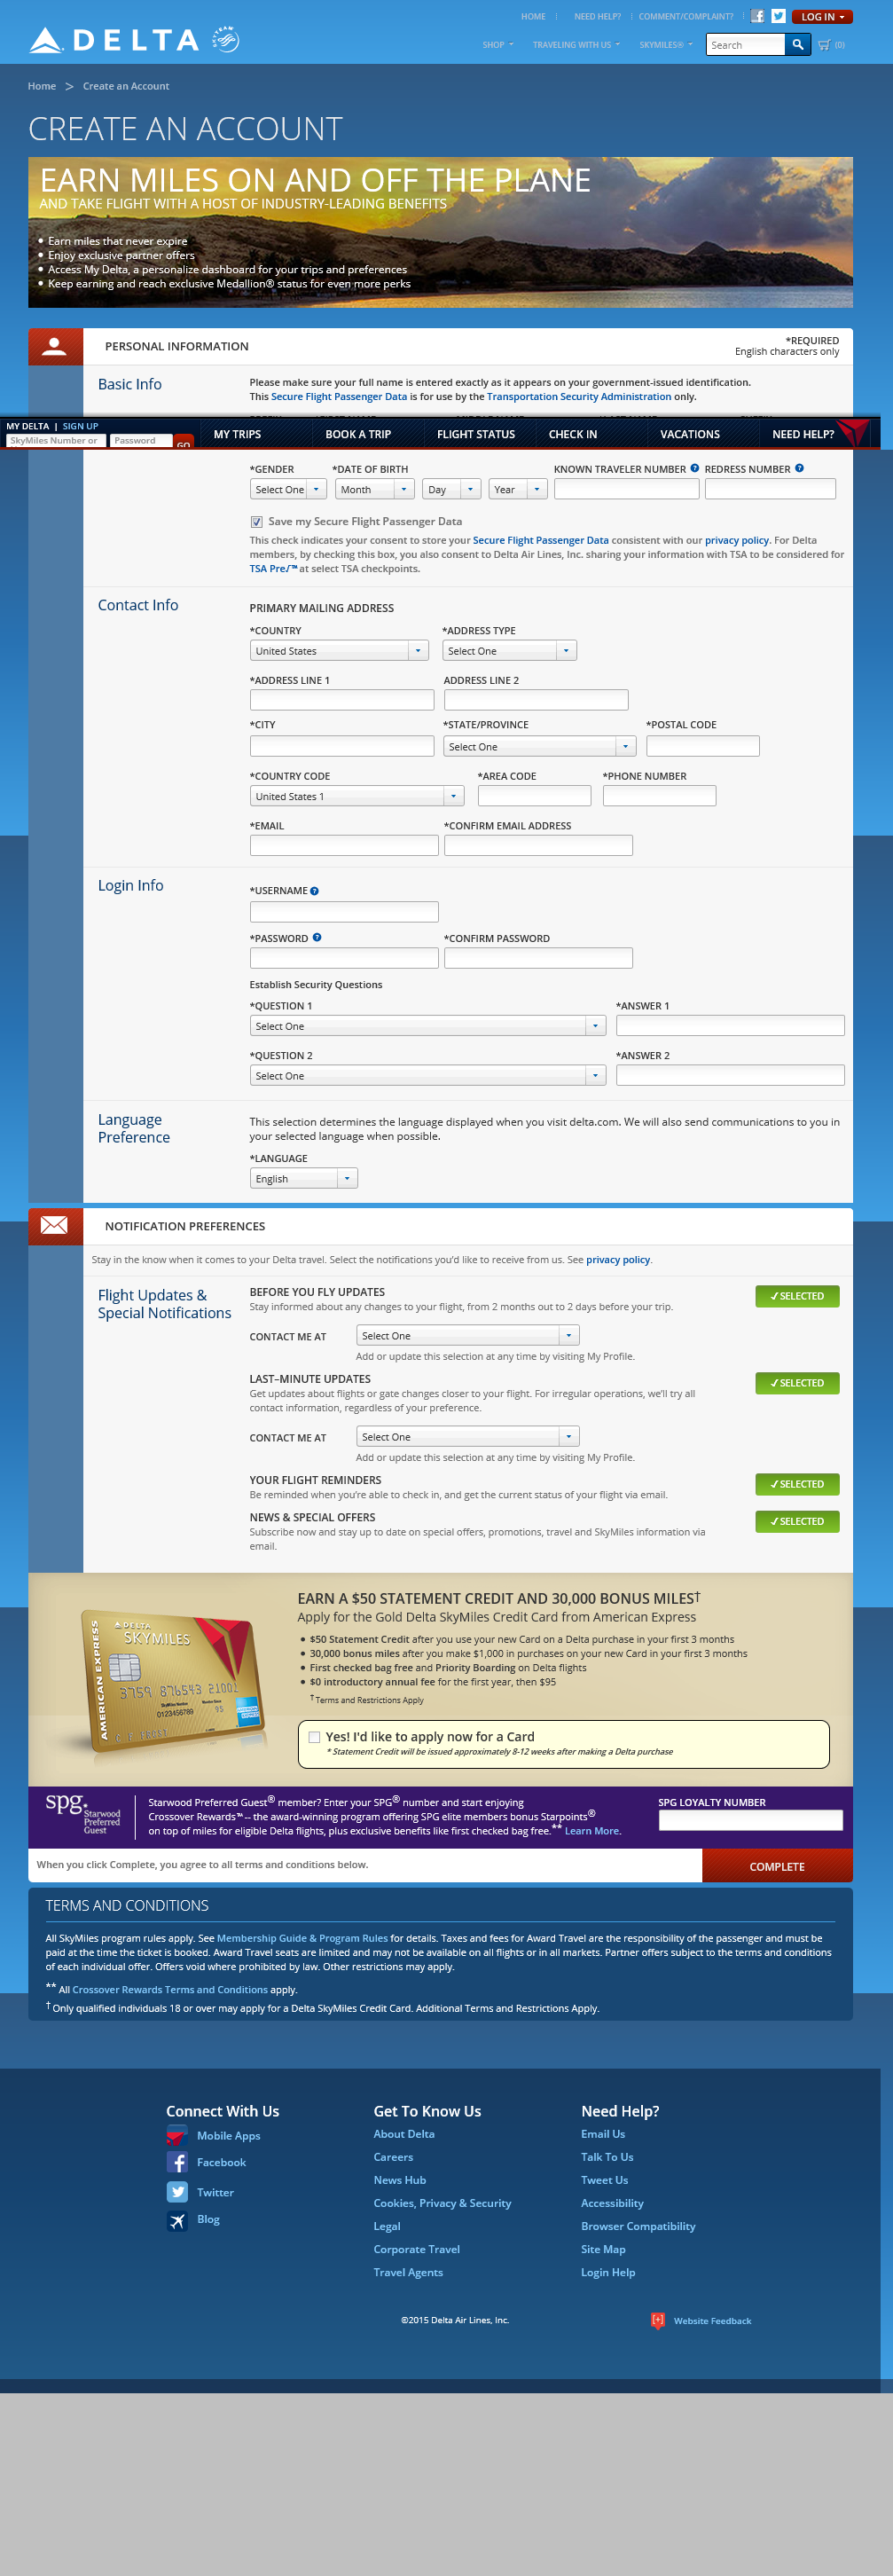 HOME | NEED HELP? | COMMENT/COMPLAINT? | LOG IN
DELTA
SHOP TRAVELING WITH US SKYMILES® Search (0)
Home > Create an Account
CREATE AN ACCOUNT
EARN MILES ON AND OFF THE PLANE
AND TAKE FLIGHT WITH A HOST OF INDUSTRY-LEADING BENEFITS
• Earn miles that never expire
• Enjoy exclusive partner offers
• Access My Delta, a personalize dashboard for your trips and preferences
• Keep earning and reach exclusive Medallion® status for even more perks
PERSONAL INFORMATION
*REQUIRED
English characters only
Basic Info
Please make sure your full name is entered exactly as it appears on your government-issued identification.
This Secure Flight Passenger Data is for use by the Transportation Security Administration only.
MY DELTA | SIGN UP
SkyMiles Number or Password GO
MY TRIPS BOOK A TRIP FLIGHT STATUS CHECK IN VACATIONS NEED HELP?
*GENDER *DATE OF BIRTH KNOWN TRAVELER NUMBER ? REDRESS NUMBER ?
Select One Month Day Year
Save my Secure Flight Passenger Data
This check indicates your consent to store your Secure Flight Passenger Data consistent with our privacy policy. For Delta
members, by checking this box, you also consent to Delta Air Lines, Inc. sharing your information with TSA to be considered for
TSA Pre✓™ at select TSA checkpoints.
Contact Info
PRIMARY MAILING ADDRESS
*COUNTRY *ADDRESS TYPE
United States Select One
*ADDRESS LINE 1 ADDRESS LINE 2
*CITY *STATE/PROVINCE *POSTAL CODE
Select One
*COUNTRY CODE *AREA CODE *PHONE NUMBER
United States 1
*EMAIL *CONFIRM EMAIL ADDRESS
Login Info
*USERNAME ?
*PASSWORD ? *CONFIRM PASSWORD
Establish Security Questions
*QUESTION 1 *ANSWER 1
Select One
*QUESTION 2 *ANSWER 2
Select One
Language
Preference
This selection determines the language displayed when you visit delta.com. We will also send communications to you in
your selected language when possible.
*LANGUAGE
English
NOTIFICATION PREFERENCES
Stay in the know when it comes to your Delta travel. Select the notifications you'd like to receive from us. See privacy policy.
Flight Updates &
Special Notifications
BEFORE YOU FLY UPDATES
Stay informed about any changes to your flight, from 2 months out to 2 days before your trip.
✓ SELECTED
CONTACT ME AT Select One
Add or update this selection at any time by visiting My Profile.
LAST–MINUTE UPDATES
Get updates about flights or gate changes closer to your flight. For irregular operations, we'll try all
contact information, regardless of your preference.
✓ SELECTED
CONTACT ME AT Select One
Add or update this selection at any time by visiting My Profile.
YOUR FLIGHT REMINDERS
Be reminded when you're able to check in, and get the current status of your flight via email.
✓ SELECTED
NEWS & SPECIAL OFFERS
Subscribe now and stay up to date on special offers, promotions, travel and SkyMiles information via
email.
✓ SELECTED
EARN A $50 STATEMENT CREDIT AND 30,000 BONUS MILES†
Apply for the Gold Delta SkyMiles Credit Card from American Express
• $50 Statement Credit after you use your new Card on a Delta purchase in your first 3 months
• 30,000 bonus miles after you make $1,000 in purchases on your new Card in your first 3 months
• First checked bag free and Priority Boarding on Delta flights
• $0 introductory annual fee for the first year, then $95
† Terms and Restrictions Apply
AMERICAN EXPRESS
DELTA
SKYMILES
3759 876543 21001
0123456789 95
Yes! I'd like to apply now for a Card
* Statement Credit will be issued approximately 8-12 weeks after making a Delta purchase
spg.
Starwood
Preferred
Guest
Starwood Preferred Guest® member? Enter your SPG® number and start enjoying
Crossover Rewards™ -- the award-winning program offering SPG elite members bonus Starpoints®
on top of miles for eligible Delta flights, plus exclusive benefits like first checked bag free.** Learn More.
SPG LOYALTY NUMBER
When you click Complete, you agree to all terms and conditions below.
COMPLETE
TERMS AND CONDITIONS
All SkyMiles program rules apply. See Membership Guide & Program Rules for details. Taxes and fees for Award Travel are the responsibility of the passenger and must be
paid at the time the ticket is booked. Award Travel seats are limited and may not be available on all flights or in all markets. Partner offers subject to the terms and conditions
of each individual offer. Offers void where prohibited by law. Other restrictions may apply.
** All Crossover Rewards Terms and Conditions apply.
† Only qualified individuals 18 or over may apply for a Delta SkyMiles Credit Card. Additional Terms and Restrictions Apply.
Connect With Us
Mobile Apps
Facebook
Twitter
Blog
Get To Know Us
About Delta
Careers
News Hub
Cookies, Privacy & Security
Legal
Corporate Travel
Travel Agents
Need Help?
Email Us
Talk To Us
Tweet Us
Accessibility
Browser Compatibility
Site Map
Login Help
©2015 Delta Air Lines, Inc.
Website Feedback